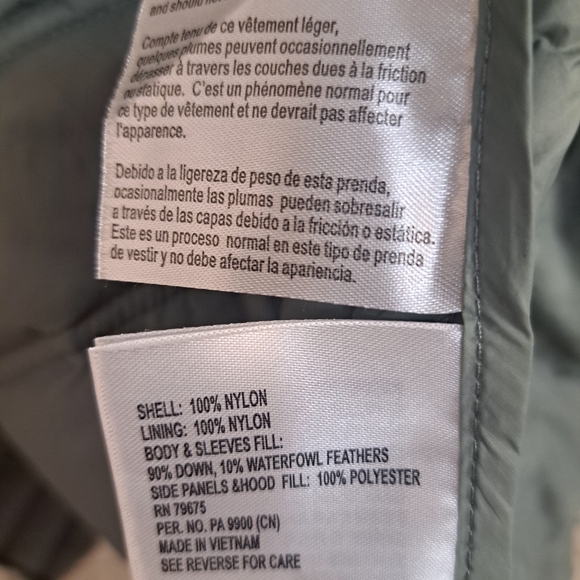 and should
Compte tenu de ce vêtement léger,
quelques plumes peuvent occasionnellement
dépasser à travers les couches dues à la friction
ou statique. C'est un phénomène normal pour
ce type de vêtement et ne devrait pas affecter
l'apparence.
Debido a la ligereza de peso de esta prenda,
ocasionalmente las plumas pueden sobresalir
a través de las capas debido a la fricción o estática.
Este es un proceso normal en este tipo de prenda
de vestir y no debe afectar la apariencia.
SHELL: 100% NYLON
LINING: 100% NYLON
BODY & SLEEVES FILL:
90% DOWN, 10% WATERFOWL FEATHERS
SIDE PANELS &HOOD FILL: 100% POLYESTER
RN 79675
PER. NO. PA 9900 (CN)
MADE IN VIETNAM
SEE REVERSE FOR CARE